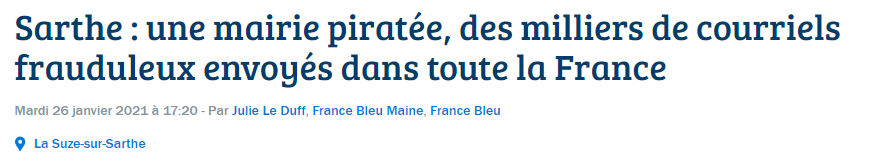 Sarthe : une mairie piratée, des milliers de courriels
frauduleux envoyés dans toute la France
Mardi 26 janvier 2021 à 17:20 - Par Julie Le Duff, France Bleu Maine, France Bleu
La Suze-sur-Sarthe